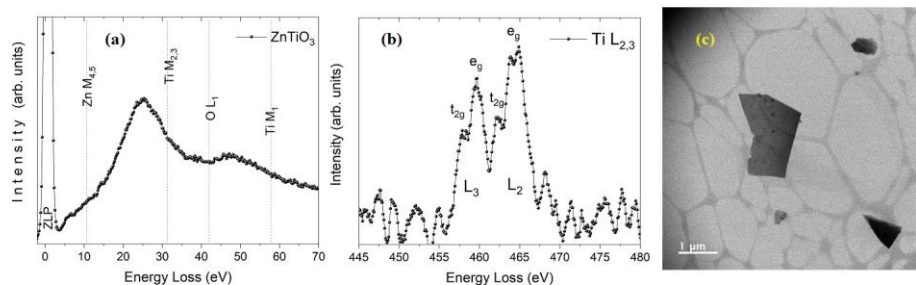 (a)
ZnTiO₃
Intensity (arb. units)
ZLP
Zn M₄,₅
Ti M₂,₃
O L₁
Ti M₁
0 10 20 30 40 50 60 70
Energy Loss (eV)
(b)
Ti L₂,₃
Intensity (arb. units)
t₂g
e_g
t₂g
e_g
L₃
L₂
445 450 455 460 465 470 475 480
Energy Loss (eV)
(c)
1 µm